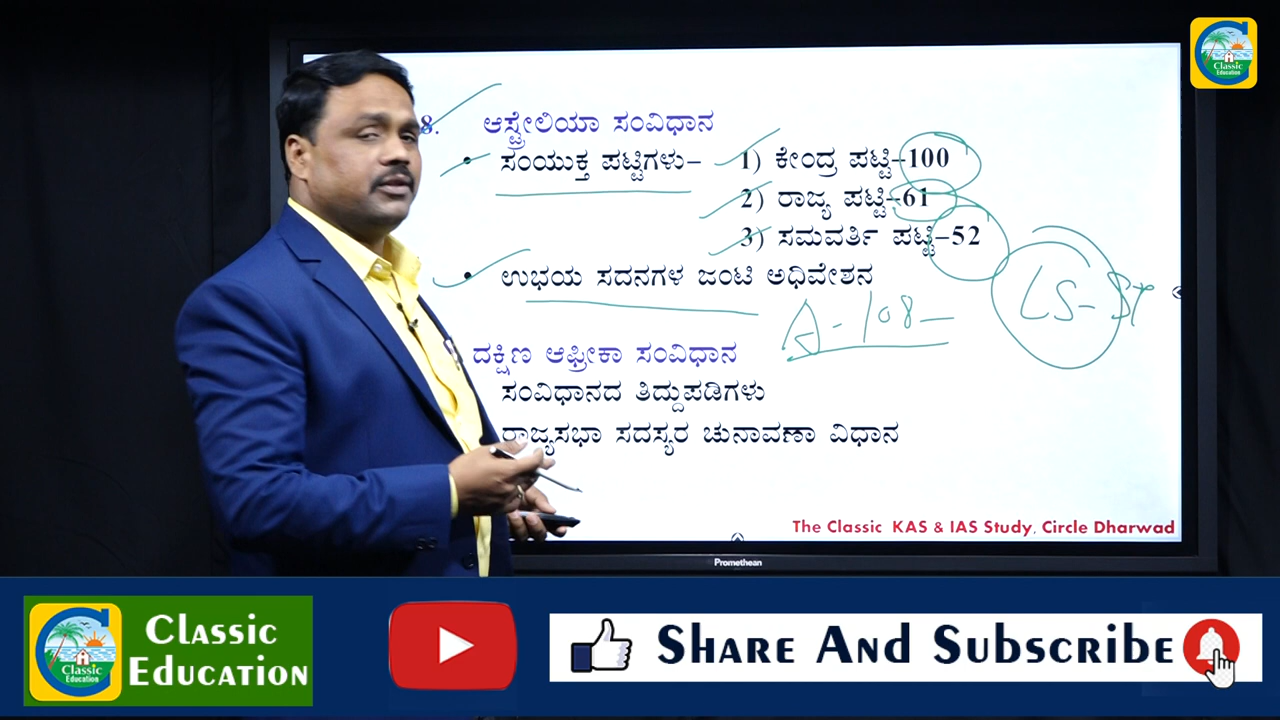 Classic
Education
8. ಆಸ್ಟ್ರೇಲಿಯಾ ಸಂವಿಧಾನ
• ಸಂಯುಕ್ತ ಪಟ್ಟಿಗಳು– 1) ಕೇಂದ್ರ ಪಟ್ಟಿ–100
2) ರಾಜ್ಯ ಪಟ್ಟಿ–61
3) ಸಮವರ್ತಿ ಪಟ್ಟಿ–52
• ಉಭಯ ಸದನಗಳ ಜಂಟಿ ಅಧಿವೇಶನ
A-108- LS-
ದಕ್ಷಿಣ ಆಫ್ರೀಕಾ ಸಂವಿಧಾನ
ಸಂವಿಧಾನದ ತಿದ್ದುಪಡಿಗಳು
ರಾಜ್ಯಸಭಾ ಸದಸ್ಯರ ಚುನಾವಣಾ ವಿಧಾನ
The Classic KAS & IAS Study, Circle Dharwad
Promethean
Classic
Education
CLASSIC
EDUCATION
SHARE AND SUBSCRIBE